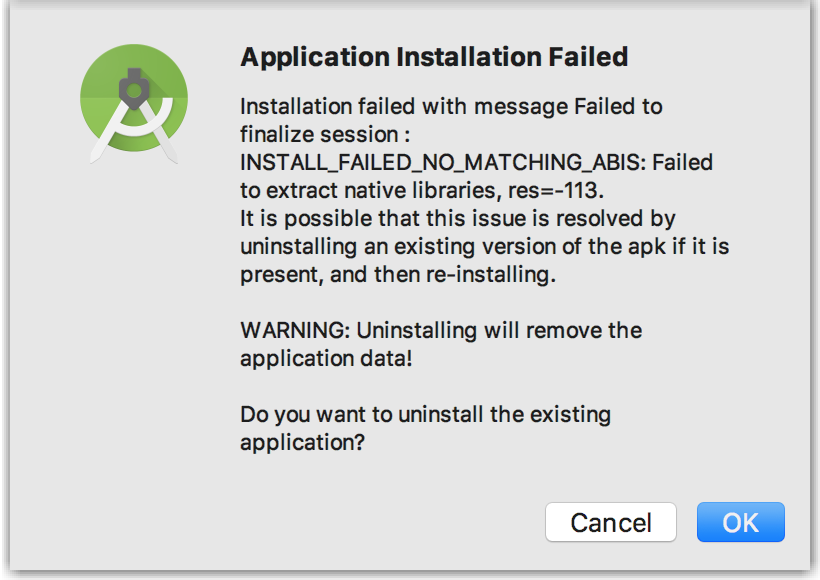 Application Installation Failed
Installation failed with message Failed to
finalize session :
INSTALL_FAILED_NO_MATCHING_ABIS: Failed
to extract native libraries, res=-113.
It is possible that this issue is resolved by
uninstalling an existing version of the apk if it is
present, and then re-installing.
WARNING: Uninstalling will remove the
application data!
Do you want to uninstall the existing
application?
Cancel
OK